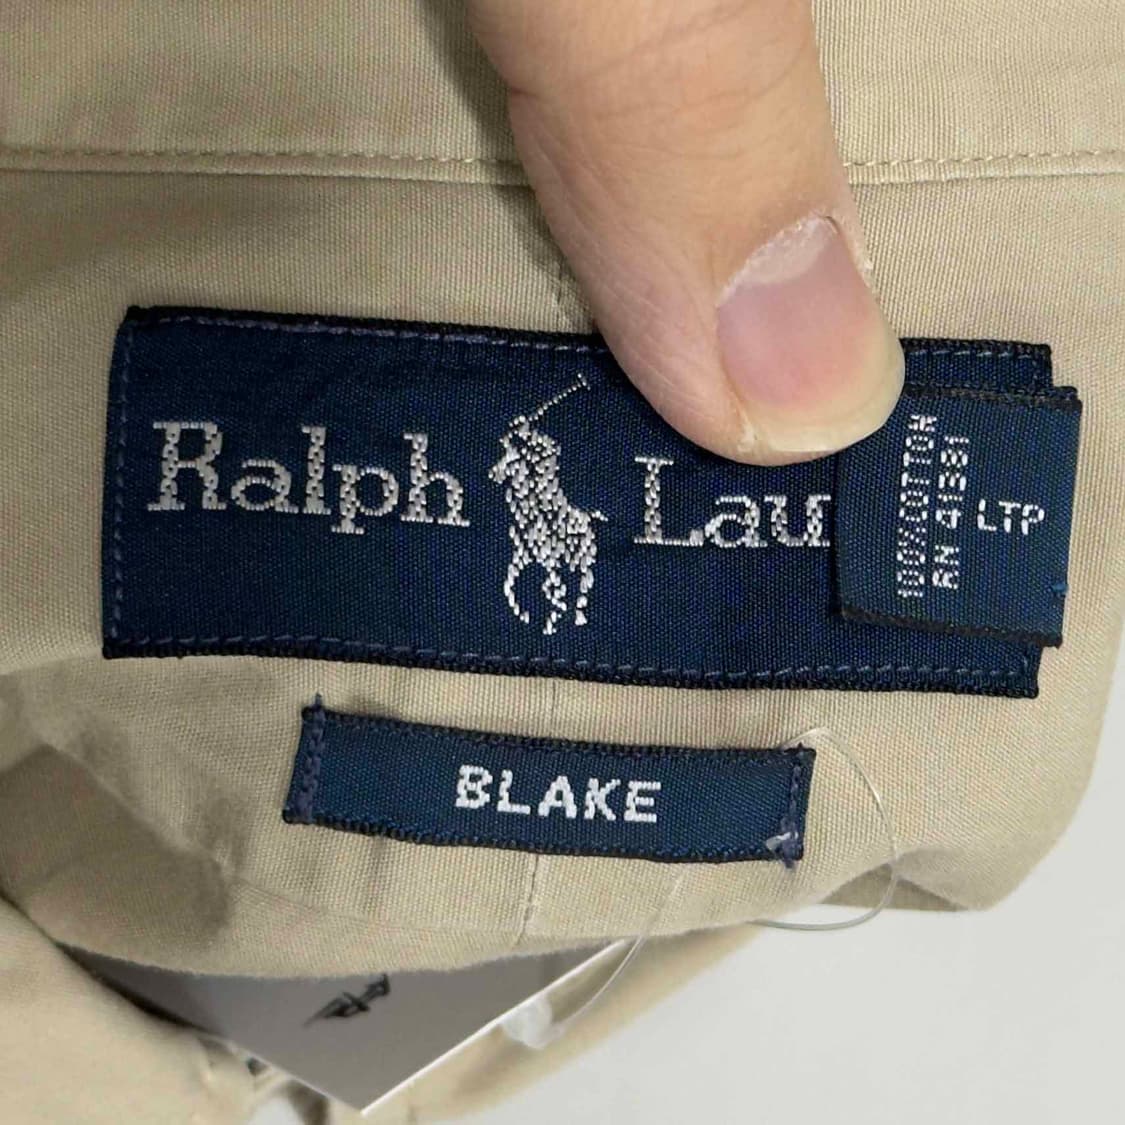 Ralph Lau
100% COTTON
RN 41381
LTP
BLAKE